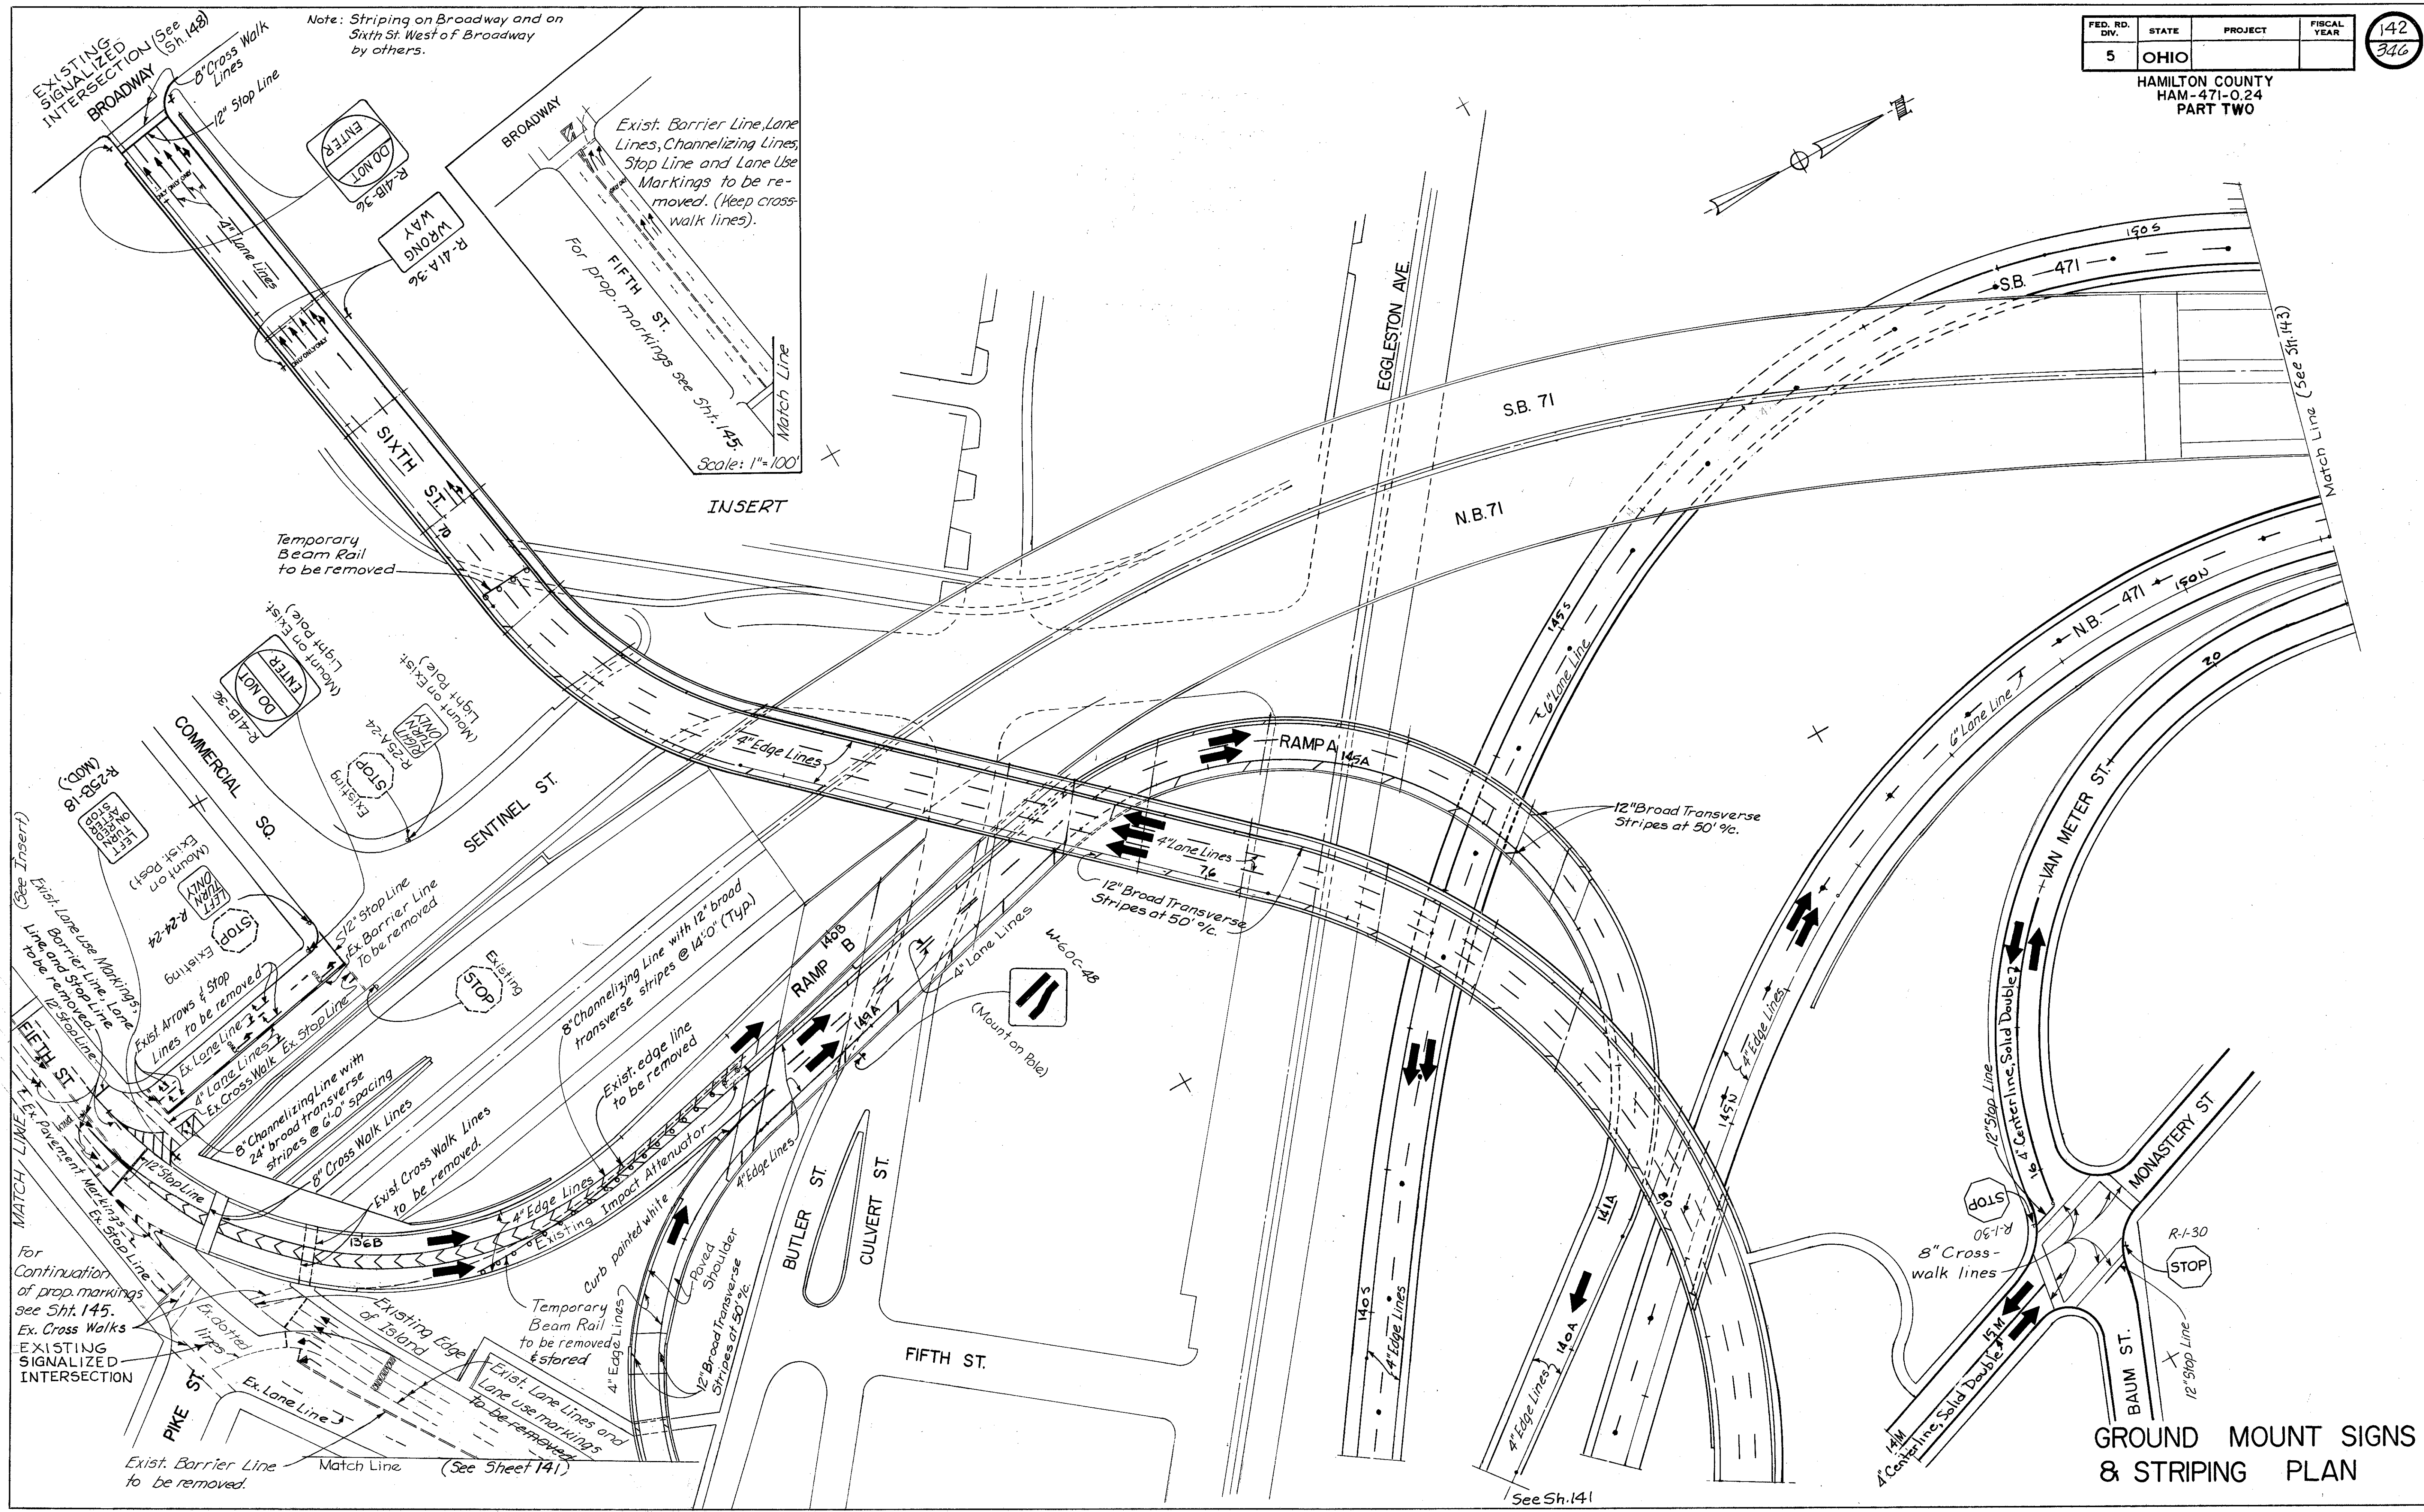 FED. RD. DIV.
STATE
PROJECT
FISCAL YEAR
5
OHIO
142
346
HAMILTON COUNTY
HAM-471-0.24
PART TWO
Note: Striping on Broadway and on
Sixth St. West of Broadway
by others.
EXISTING
SIGNALIZED
INTERSECTION (See
Sh. 148)
BROADWAY
8" Cross Walk
Lines
12" Stop Line
DO NOT
ENTER
R-41B-36
WRONG
WAY
R-41A-36
4" Lane Lines
ONLY ONLY ONLY
BROADWAY
Exist. Barrier Line, Lane
Lines, Channelizing Lines,
Stop Line and Lane Use
Markings to be re-
moved. (Keep cross-
walk lines).
FIFTH
ST.
For prop. markings see Sht. 145.
Match Line
Scale: 1"=100'
INSERT
SIXTH
ST.
70
Temporary
Beam Rail
to be removed
EGGLESTON AVE.
S.B. 71
N.B. 71
150 S
S.B.
471
Match Line (See Sh. 143)
N.B.
471
150 N
6" Lane Line
20
VAN METER ST.
145 S
6" Lane Line
(Mount on Exist.
Light Pole)
DO NOT
ENTER
R-41B-36
(Mount on Exist.
Light Pole)
RIGHT
TURN
ONLY
R-25A-24
STOP
Existing
COMMERCIAL
SQ.
SENTINEL ST.
R-25B-18
(MOD.)
LEFT
TURN
ON RED
AFTER
STOP
(Mount on
Exist. Post)
LEFT
TURN
ONLY
R-24-24
STOP
Existing
(See Insert)
Exist. Lane Use Markings,
Barrier Line, Lane
Line, and Stop Line
to be removed.
12" Stop Line
Exist. Arrows & Stop
Lines to be removed
12" Stop Line
Ex. Barrier Line
To be removed
Existing
STOP
Ex. Lane Line
4" Lane Lines
Ex. Stop Line
Ex. Cross Walk
8" Channelizing Line with
24" broad transverse
stripes @ 6'-0" spacing
8" Cross Walk Lines
Exist. Cross Walk Lines
to be removed.
FIFTH ST.
MATCH LINE
Ex. Pavement Markings
Ex. Stop Line
12" Stop Line
136B
For
Continuation
of prop. markings
see Sht. 145.
Ex. Cross Walks
EXISTING
SIGNALIZED
INTERSECTION
PIKE ST.
Ex. dotted
lines
Ex. Lane Line
Exist. Barrier Line
to be removed.
Match Line
(See Sheet 141)
Existing Edge
of Island
Exist. Lane Lines and
Lane use markings
to be removed
Temporary
Beam Rail
to be removed
& stored
4" Edge Lines
Existing Impact Attenuator
Curb painted white
Paved
Shoulder
4" Edge Lines
12" Broad Transverse
Stripes at 50' o/c.
4" Edge Lines
8" Channelizing Line with 12" broad
transverse stripes @ 14'-0" (Typ.)
Exist. edge line
to be removed
140B
RAMP B
149A
4" Lane Lines
W-60C-48
(Mount on Pole)
BUTLER ST.
CULVERT ST.
FIFTH ST.
4" Edge Lines
RAMP A
145A
4" Lane Lines
76
12" Broad Transverse
Stripes at 50' o/c.
12" Broad Transverse
Stripes at 50' o/c.
80
141A
140A
140 S
4" Edge Lines
4" Edge Lines
See Sh. 141
145 N
4" Edge Lines
12" Stop Line
4" Centerline, Solid Double
16
MONASTERY ST
STOP
R-1-30
8" Cross-
walk lines
R-1-30
STOP
12" Stop Line
BAUM ST.
15M
14M
4" Centerline, Solid Double
GROUND MOUNT SIGNS
& STRIPING PLAN